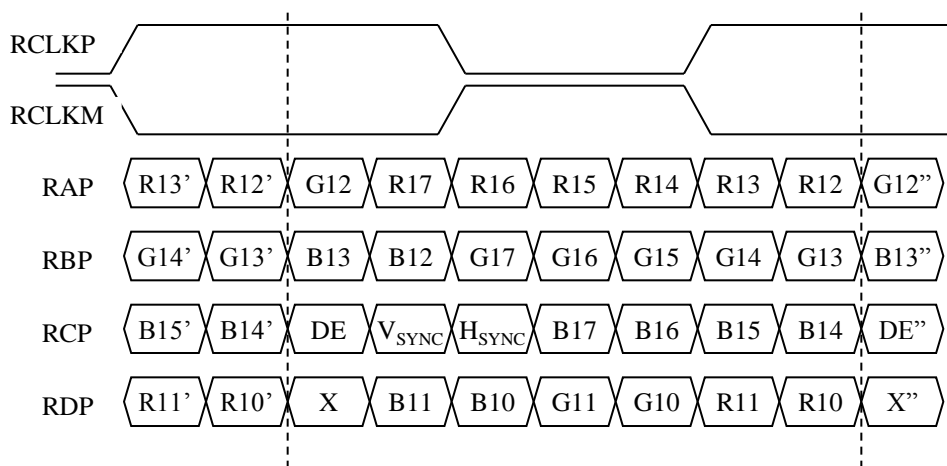 RCLKP
RCLKM
RAP R13’ R12’ G12 R17 R16 R15 R14 R13 R12 G12”
RBP G14’ G13’ B13 B12 G17 G16 G15 G14 G13 B13”
RCP B15’ B14’ DE VSYNC HSYNC B17 B16 B15 B14 DE”
RDP R11’ R10’ X B11 B10 G11 G10 R11 R10 X”